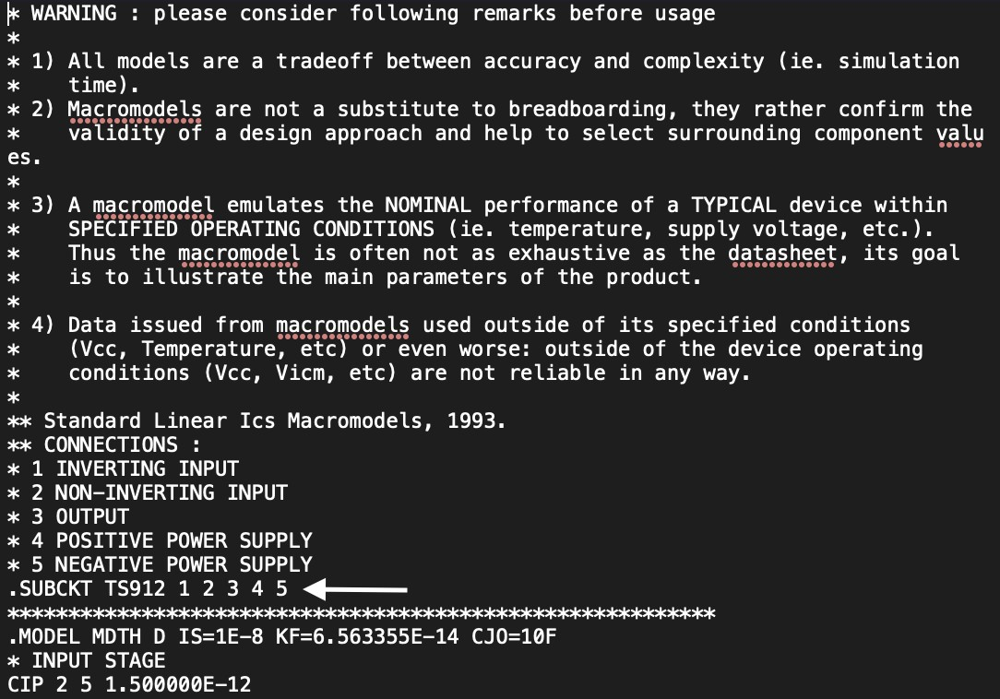 * WARNING : please consider following remarks before usage
*
* 1) All models are a tradeoff between accuracy and complexity (ie. simulation
*    time).
* 2) Macromodels are not a substitute to breadboarding, they rather confirm the
*    validity of a design approach and help to select surrounding component valu
es.
*
* 3) A macromodel emulates the NOMINAL performance of a TYPICAL device within
*    SPECIFIED OPERATING CONDITIONS (ie. temperature, supply voltage, etc.).
*    Thus the macromodel is often not as exhaustive as the datasheet, its goal
*    is to illustrate the main parameters of the product.
*
* 4) Data issued from macromodels used outside of its specified conditions
*    (Vcc, Temperature, etc) or even worse: outside of the device operating
*    conditions (Vcc, Vicm, etc) are not reliable in any way.
*
** Standard Linear Ics Macromodels, 1993.
** CONNECTIONS :
* 1 INVERTING INPUT
* 2 NON-INVERTING INPUT
* 3 OUTPUT
* 4 POSITIVE POWER SUPPLY
* 5 NEGATIVE POWER SUPPLY
.SUBCKT TS912 1 2 3 4 5
**********************************************************
.MODEL MDTH D IS=1E-8 KF=6.563355E-14 CJO=10F
* INPUT STAGE
CIP 2 5 1.500000E-12